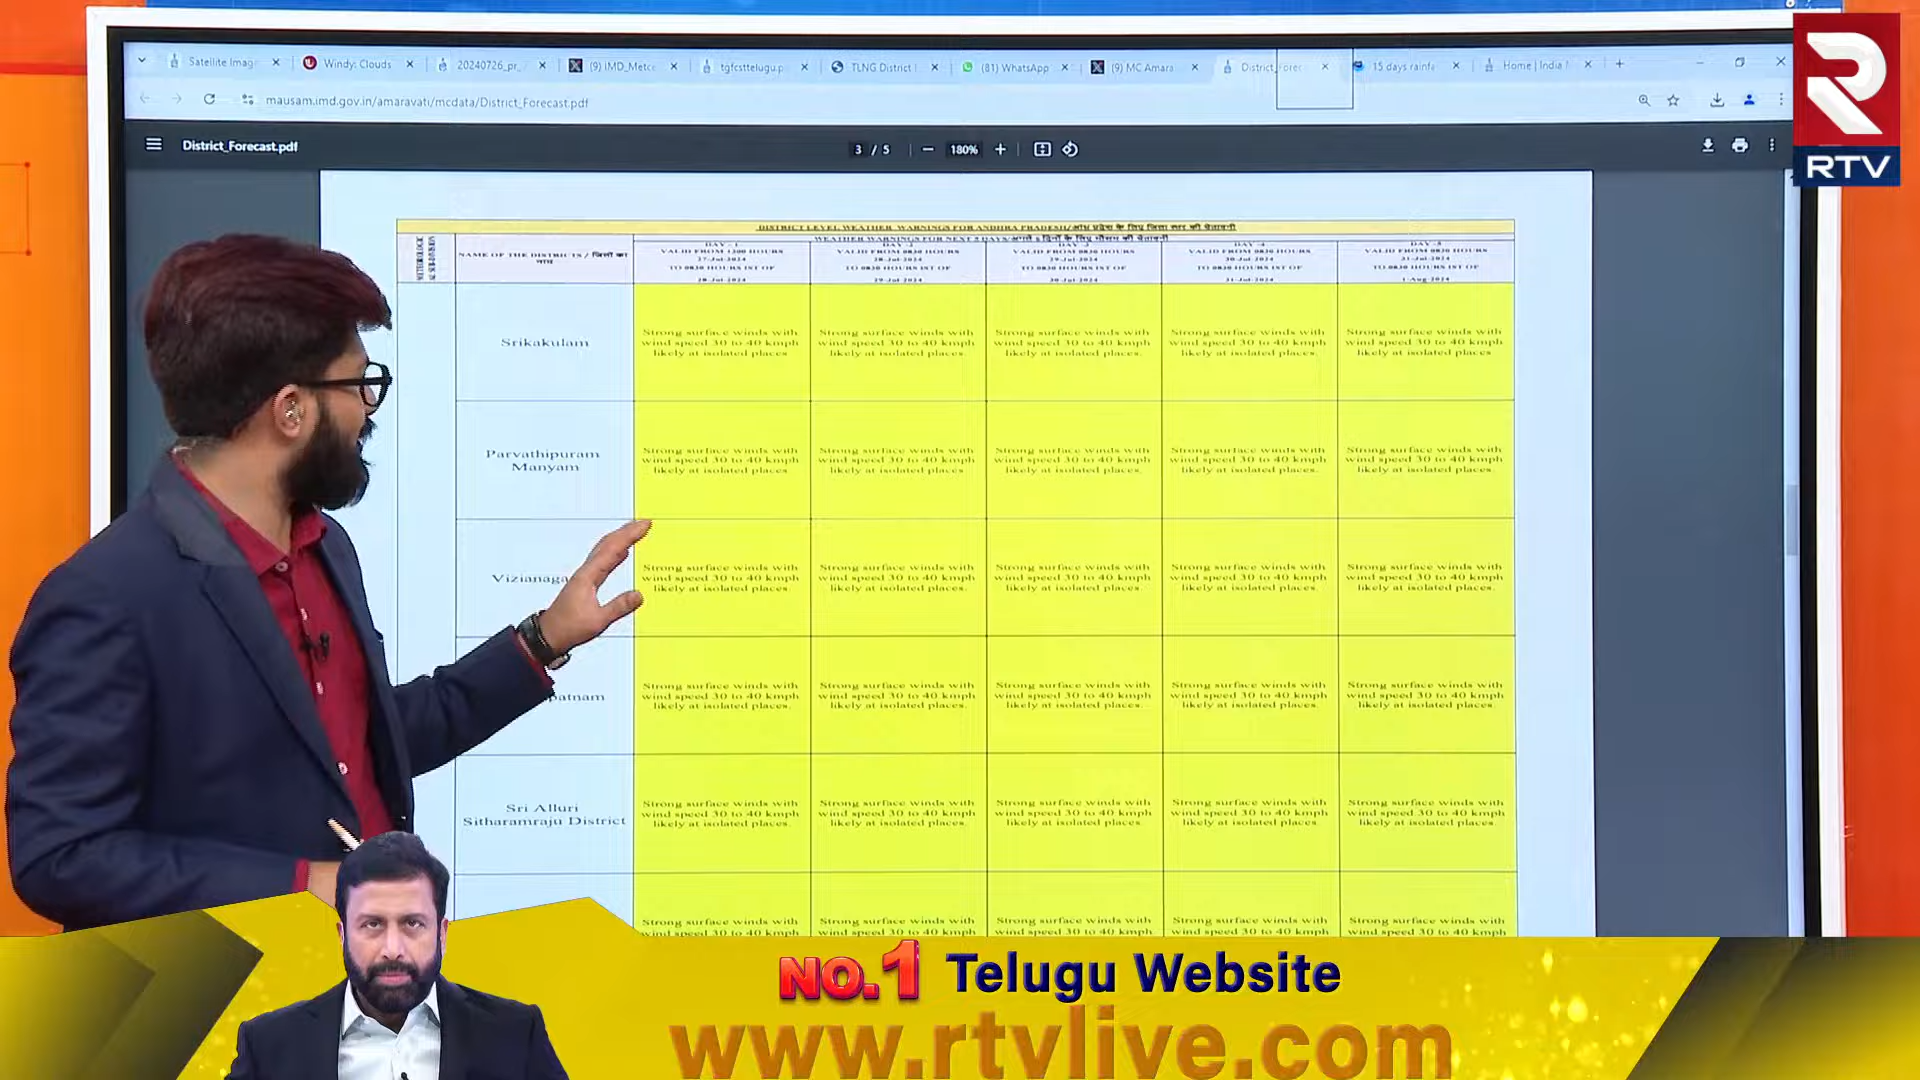 Satellite Imag
Windy: Clouds
20240726_pr_
(9) IMD_Metce
tgfcsttelugu.p
TLNG District
(81) WhatsApp
(9) MC Amara
District_Forec
15 days rainfa
Home | India
mausam.imd.gov.in/amaravati/mcdata/District_Forecast.pdf
District_Forecast.pdf
3 / 5
180%
RTV
DISTRICT LEVEL WEATHER WARNINGS FOR ANDHRA PRADESH/आंध्र प्रदेश के लिए जिला स्तर की चेतावनी
WEATHER WARNINGS FOR NEXT 5 DAYS/अगले 5 दिनों के लिए मौसम की चेतावनी
NAME OF THE DISTRICTS / जिलों का
नाम
DAY - 1
VALID FROM 1200 HOURS
27-Jul-2024
TO 0830 HOURS IST OF
28-Jul-2024
DAY -2
VALID FROM 0830 HOURS
28-Jul-2024
TO 0830 HOURS IST OF
29-Jul-2024
DAY -3
VALID FROM 0830 HOURS
29-Jul-2024
TO 0830 HOURS IST OF
30-Jul-2024
DAY -4
VALID FROM 0830 HOURS
30-Jul-2024
TO 0830 HOURS IST OF
31-Jul-2024
DAY -5
VALID FROM 0830 HOURS
31-Jul-2024
TO 0830 HOURS IST OF
1-Aug-2024
Srikakulam
Strong surface winds with
wind speed 30 to 40 kmph
likely at isolated places
Strong surface winds with
wind speed 30 to 40 kmph
likely at isolated places.
Strong surface winds with
wind speed 30 to 40 kmph
likely at isolated places.
Strong surface winds with
wind speed 30 to 40 kmph
likely at isolated places.
Strong surface winds with
wind speed 30 to 40 kmph
likely at isolated places
Parvathipuram
Manyam
Strong surface winds with
wind speed 30 to 40 kmph
likely at isolated places.
Strong surface winds with
wind speed 30 to 40 kmph
likely at isolated places.
Strong surface winds with
wind speed 30 to 40 kmph
likely at isolated places.
Strong surface winds with
wind speed 30 to 40 kmph
likely at isolated places.
Strong surface winds with
wind speed 30 to 40 kmph
likely at isolated places.
Vizianaga
Strong surface winds with
wind speed 30 to 40 kmph
likely at isolated places.
Strong surface winds with
wind speed 30 to 40 kmph
likely at isolated places.
Strong surface winds with
wind speed 30 to 40 kmph
likely at isolated places.
Strong surface winds with
wind speed 30 to 40 kmph
likely at isolated places.
Strong surface winds with
wind speed 30 to 40 kmph
likely at isolated places.
patnam
Strong surface winds with
wind speed 30 to 40 kmph
likely at isolated places.
Strong surface winds with
wind speed 30 to 40 kmph
likely at isolated places.
Strong surface winds with
wind speed 30 to 40 kmph
likely at isolated places.
Strong surface winds with
wind speed 30 to 40 kmph
likely at isolated places.
Strong surface winds with
wind speed 30 to 40 kmph
likely at isolated places.
Sri Alluri
Sitharamraju District
Strong surface winds with
wind speed 30 to 40 kmph
likely at isolated places.
Strong surface winds with
wind speed 30 to 40 kmph
likely at isolated places.
Strong surface winds with
wind speed 30 to 40 kmph
likely at isolated places.
Strong surface winds with
wind speed 30 to 40 kmph
likely at isolated places.
Strong surface winds with
wind speed 30 to 40 kmph
likely at isolated places.
Strong surface winds with
wind speed 30 to 40 kmph
Strong surface winds with
wind speed 30 to 40 kmph
Strong surface winds with
wind speed 30 to 40 kmph
Strong surface winds with
wind speed 30 to 40 kmph
Strong surface winds with
wind speed 30 to 40 kmph
NO.1 Telugu Website
www.rtvlive.com